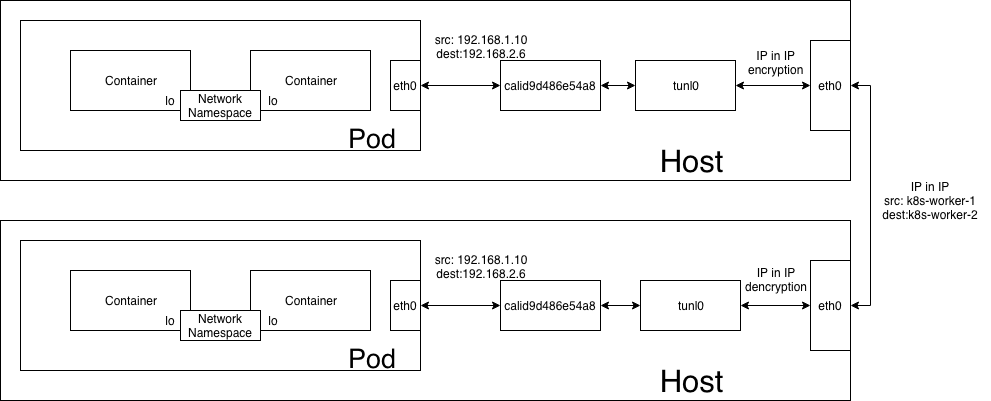 src: 192.168.1.10
dest:192.168.2.6
IP in IP
encryption
Container
Container
eth0
calid9d486e54a8
tunl0
eth0
lo
Network
Namespace
lo
Pod
Host
IP in IP
src: k8s-worker-1
dest:k8s-worker-2
src: 192.168.1.10
dest:192.168.2.6
IP in IP
dencryption
Container
Container
eth0
calid9d486e54a8
tunl0
eth0
lo
Network
Namespace
lo
Pod
Host